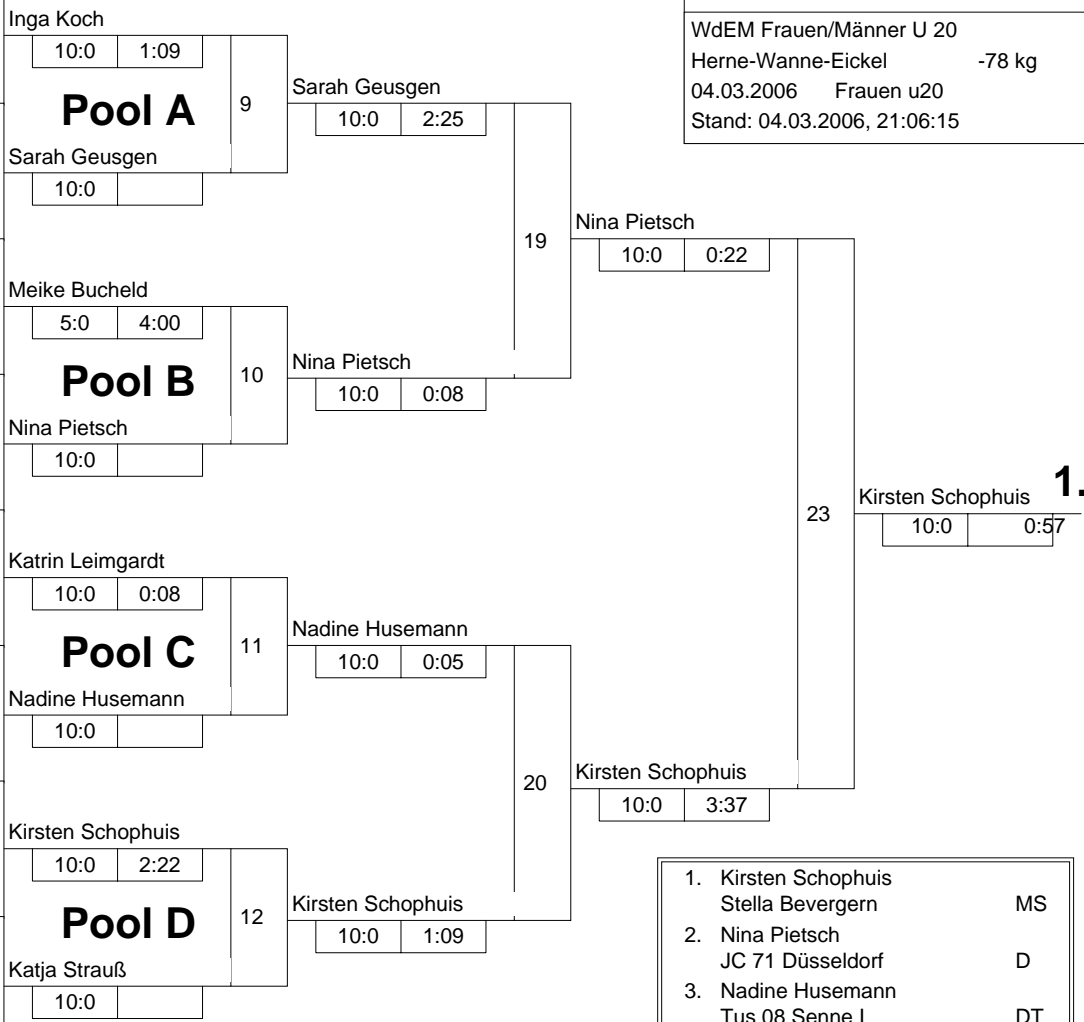 Inga Koch
10:0 1:09
Pool A
9
Sarah Geusgen
10:0
Sarah Geusgen
10:0 2:25
WdEM Frauen/Männer U 20
Herne-Wanne-Eickel -78 kg
04.03.2006 Frauen u20
Stand: 04.03.2006, 21:06:15
19
Nina Pietsch
10:0 0:22
Meike Bucheld
5:0 4:00
Pool B
10
Nina Pietsch
10:0
Nina Pietsch
10:0 0:08
23
Kirsten Schophuis 1.
10:0 0:57
Katrin Leimgardt
10:0 0:08
Pool C
11
Nadine Husemann
10:0
Nadine Husemann
10:0 0:05
20
Kirsten Schophuis
10:0 3:37
Kirsten Schophuis
10:0 2:22
Pool D
12
Katja Strauß
10:0
Kirsten Schophuis
10:0 1:09
1. Kirsten Schophuis
Stella Bevergern MS
2. Nina Pietsch
JC 71 Düsseldorf D
3. Nadine Husemann
Tus 08 Senne I DT